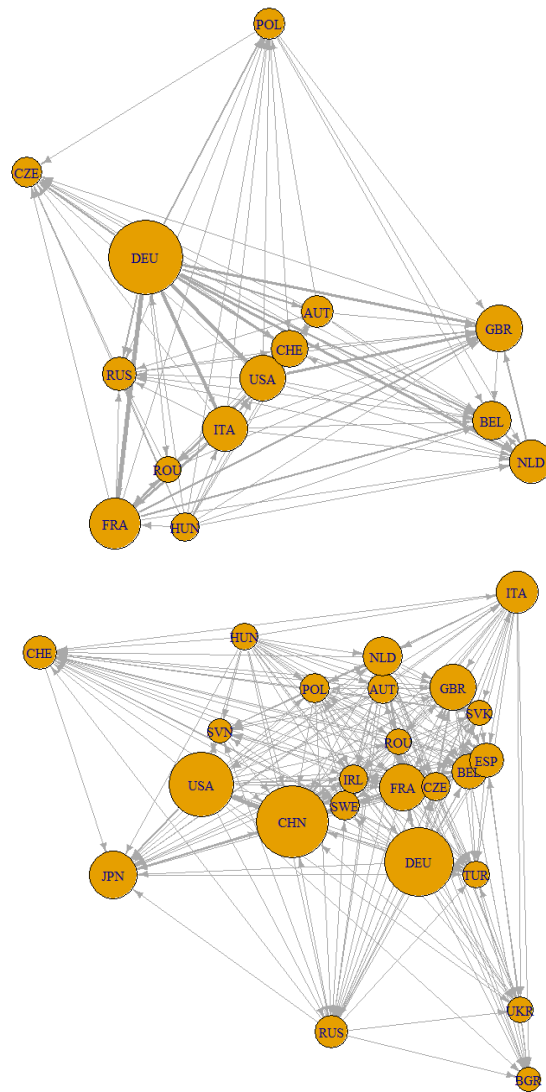 POL
CZE
DEU
AUT
GBR
CHE
RUS
USA
BEL
ITA
NLD
ROU
FRA
HUN
ITA
HUN
CHE
NLD
POL
AUT
GBR
SVK
SVN
ROU
ESP
BEL
IRL
USA
FRA
CZE
SWE
CHN
DEU
JPN
TUR
UKR
RUS
BGR